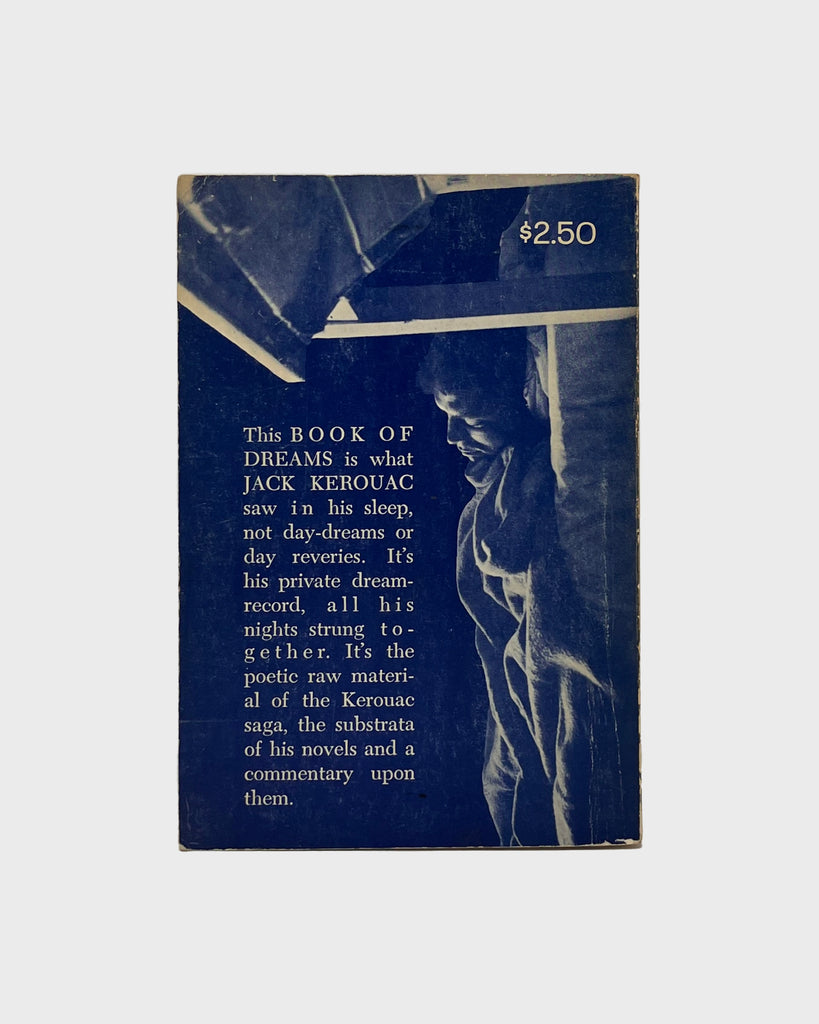 $2.50
This BOOK OF
DREAMS is what
JACK KEROUAC
saw in his sleep,
not day-dreams or
day reveries. It's
his private dream-
record, all his
nights strung to-
gether. It's the
poetic raw materi-
al of the Kerouac
saga, the substrata
of his novels and a
commentary upon
them.